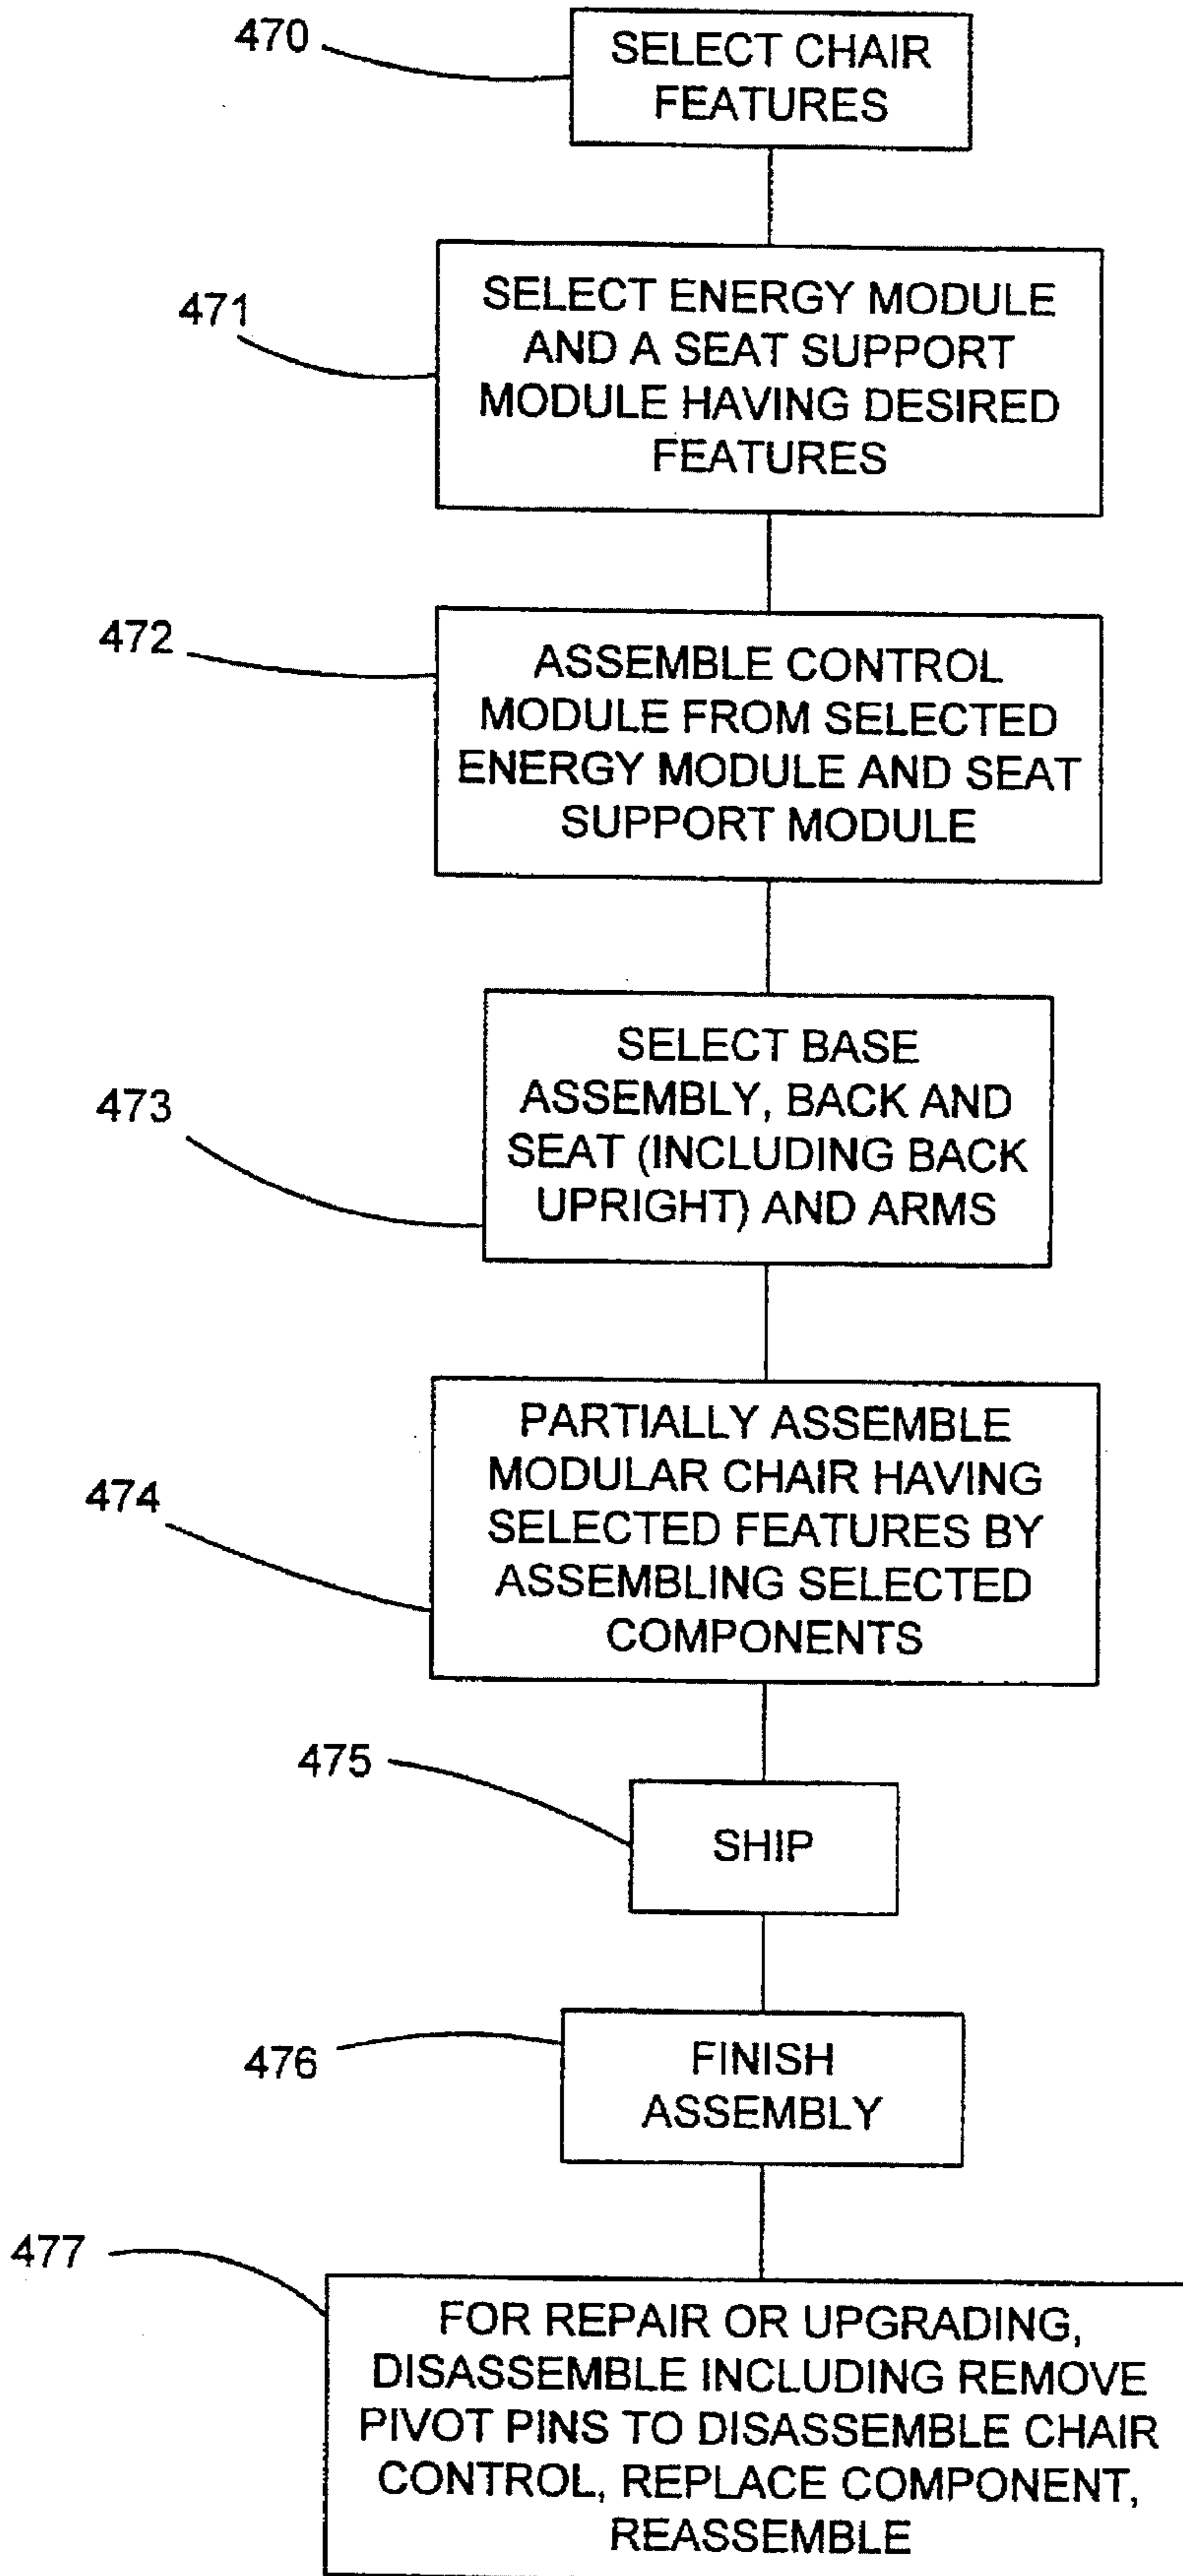 470
SELECT CHAIR
FEATURES
471
SELECT ENERGY MODULE
AND A SEAT SUPPORT
MODULE HAVING DESIRED
FEATURES
472
ASSEMBLE CONTROL
MODULE FROM SELECTED
ENERGY MODULE AND SEAT
SUPPORT MODULE
473
SELECT BASE
ASSEMBLY, BACK AND
SEAT (INCLUDING BACK
UPRIGHT) AND ARMS
474
PARTIALLY ASSEMBLE
MODULAR CHAIR HAVING
SELECTED FEATURES BY
ASSEMBLING SELECTED
COMPONENTS
475
SHIP
476
FINISH
ASSEMBLY
477
FOR REPAIR OR UPGRADING,
DISASSEMBLE INCLUDING REMOVE
PIVOT PINS TO DISASSEMBLE CHAIR
CONTROL, REPLACE COMPONENT,
REASSEMBLE